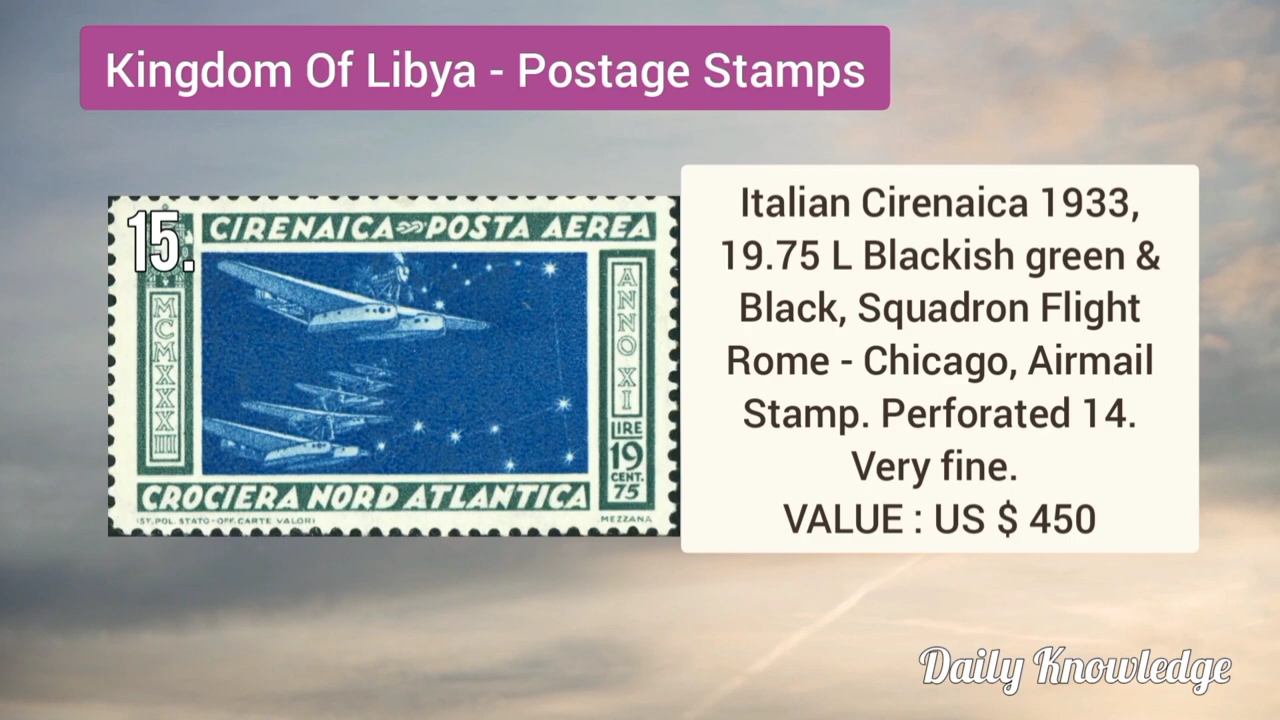 Kingdom Of Libya - Postage Stamps
15.
CIRENAICA POSTA AEREA
MCMXXXIII
ANNO XI
LIRE
19
CENT.
75
CROCIERA NORD ATLANTICA
IST. POL. STATO-OFF. CARTE VALORI
MEZZANA
Italian Cirenaica 1933,
19.75 L Blackish green &
Black, Squadron Flight
Rome - Chicago, Airmail
Stamp. Perforated 14.
Very fine.
VALUE : US $ 450
Daily Knowledge